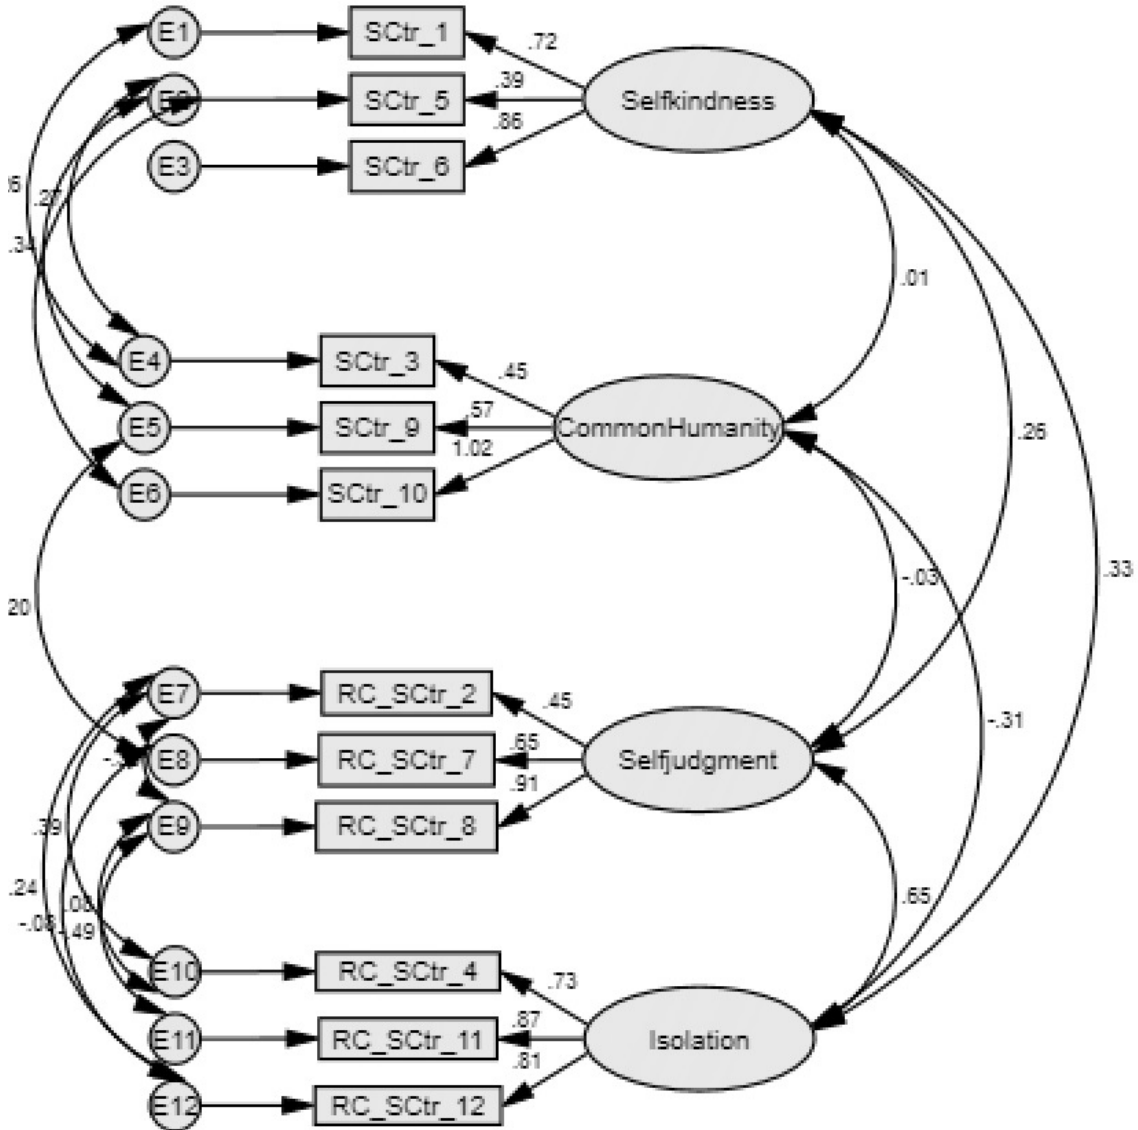 E1
SCtr_1
.72
Selfkindness
SCtr_5
.39
.86
E3
SCtr_6
.27
.34
.01
E4
SCtr_3
.45
.26
E5
SCtr_9
.57
CommonHumanity
1.02
E6
SCtr_10
-.03
.33
20
E7
RC_SCtr_2
.45
-.31
E8
RC_SCtr_7
.65
Selfjudgment
.91
E9
RC_SCtr_8
.39
.24
.65
-.49
E10
RC_SCtr_4
.73
E11
RC_SCtr_11
.87
Isolation
.81
E12
RC_SCtr_12